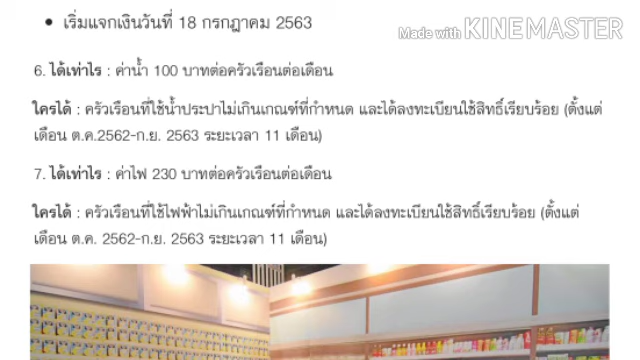 • เริ่มแจกเงินวันที่ 18 กรกฎาคม 2563
Made with KINEMASTER
6. ได้เท่าไร : ค่าน้ำ 100 บาทต่อครัวเรือนต่อเดือน
ใครได้ : ครัวเรือนที่ใช้น้ำประปาไม่เกินเกณฑ์ที่กำหนด และได้ลงทะเบียนใช้สิทธิ์เรียบร้อย (ตั้งแต่
เดือน ต.ค.2562-ก.ย. 2563 ระยะเวลา 11 เดือน)
7. ได้เท่าไร : ค่าไฟ 230 บาทต่อครัวเรือนต่อเดือน
ใครได้ : ครัวเรือนที่ใช้ไฟฟ้าไม่เกินเกณฑ์ที่กำหนด และได้ลงทะเบียนใช้สิทธิ์เรียบร้อย (ตั้งแต่
เดือน ต.ค. 2562-ก.ย. 2563 ระยะเวลา 11 เดือน)